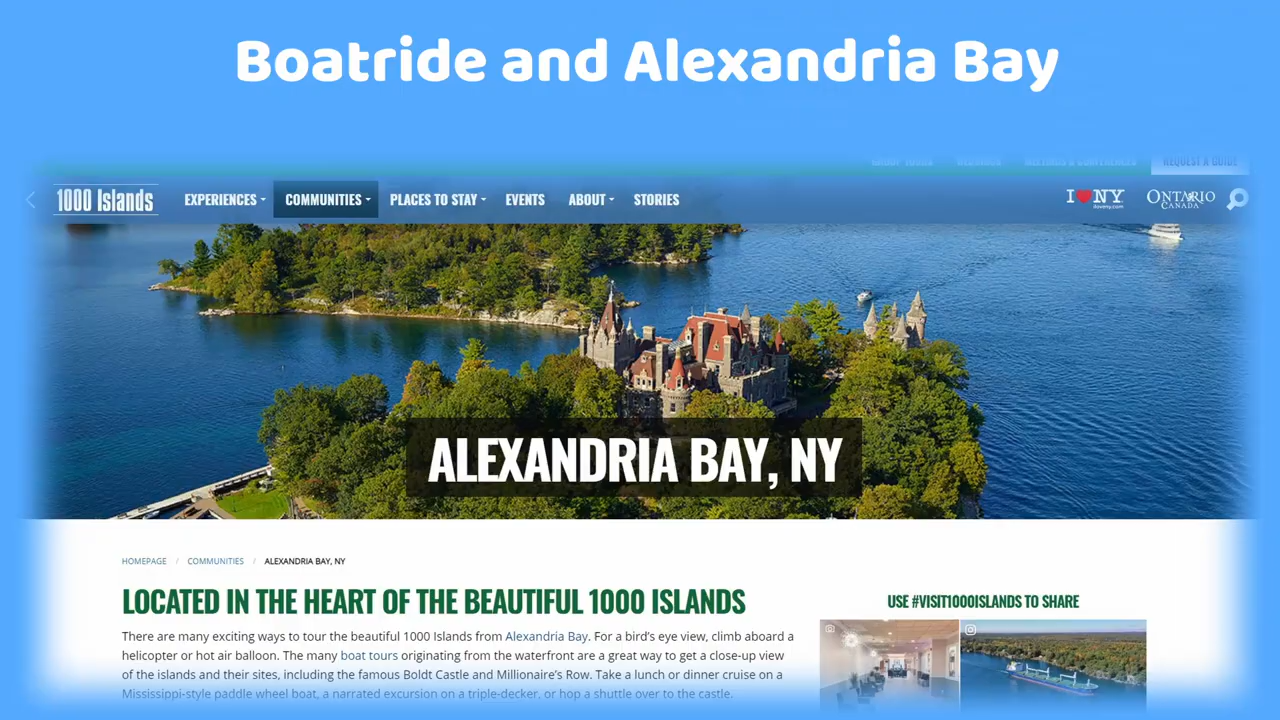 Boatride and Alexandria Bay
REQUEST A GUIDE
1000 Islands EXPERIENCES COMMUNITIES PLACES TO STAY EVENTS ABOUT STORIES I NY ONTARIO
iloveny.com CANADA
ALEXANDRIA BAY, NY
HOMEPAGE / COMMUNITIES / ALEXANDRIA BAY, NY
LOCATED IN THE HEART OF THE BEAUTIFUL 1000 ISLANDS
USE #VISIT1000ISLANDS TO SHARE
There are many exciting ways to tour the beautiful 1000 Islands from Alexandria Bay. For a bird's eye view, climb aboard a
helicopter or hot air balloon. The many boat tours originating from the waterfront are a great way to get a close-up view
of the islands and their sites, including the famous Boldt Castle and Millionaire's Row. Take a lunch or dinner cruise on a
Mississippi-style paddle wheel boat, a narrated excursion on a triple-decker, or hop a shuttle over to the castle.